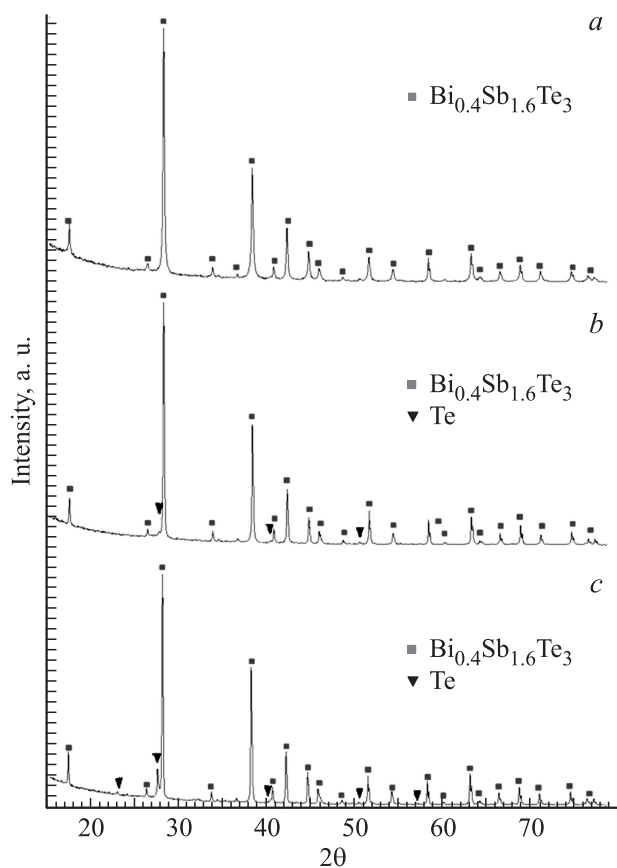 a
Bi0.4Sb1.6Te3
b
Bi0.4Sb1.6Te3
Te
Intensity, a. u.
c
Bi0.4Sb1.6Te3
Te
20 30 40 50 60 70
2θ